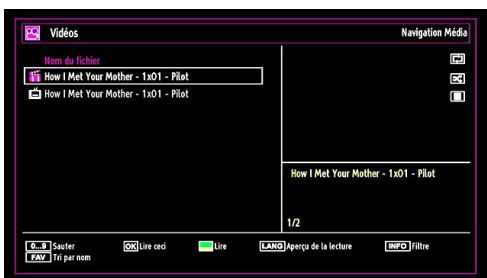 Vidéos Navigation Média
Nom du fichier
How I Met Your Mother - 1x01 - Pilot
How I Met Your Mother - 1x01 - Pilot
How I Met Your Mother - 1x01 - Pilot
1/2
0...9 Sauter OK Lire ceci Lire LANG Aperçu de la lecture INFO Filtre
FAV Tri par nom